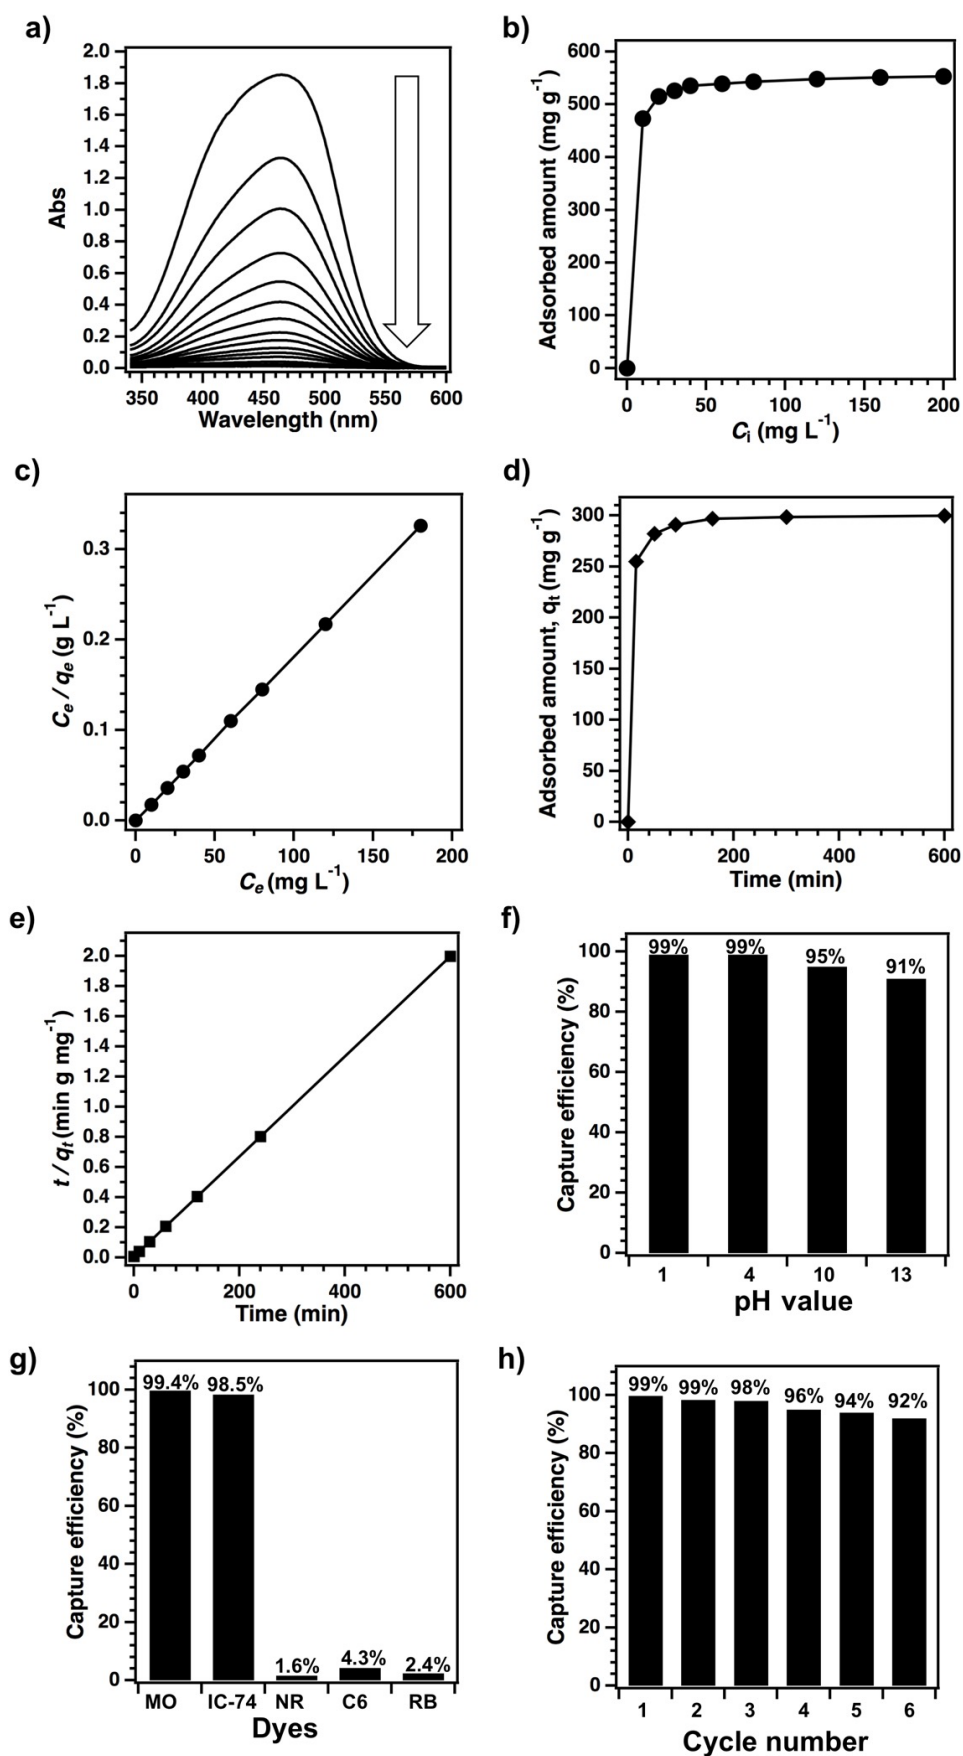 a)
2.0
1.8
1.6
1.4
1.2
1.0
0.8
0.6
0.4
0.2
0.0
Abs
350 400 450 500 550 600
Wavelength (nm)
b)
600
500
400
300
200
100
0
Adsorbed amount (mg g⁻¹)
0 50 100 150 200
Cᵢ (mg L⁻¹)
c)
0.3
0.2
0.1
0.0
Cₑ / qₑ (g L⁻¹)
0 50 100 150 200
Cₑ (mg L⁻¹)
d)
300
250
200
150
100
50
0
Adsorbed amount, qₜ (mg g⁻¹)
0 200 400 600
Time (min)
e)
2.0
1.8
1.6
1.4
1.2
1.0
0.8
0.6
0.4
0.2
0.0
t / qₜ (min g mg⁻¹)
0 200 400 600
Time (min)
f)
100
80
60
40
20
0
Capture efficiency (%)
99% 99% 95% 91%
1 4 10 13
pH value
g)
100
80
60
40
20
0
Capture efficiency (%)
99.4% 98.5% 1.6% 4.3% 2.4%
MO IC-74 NR C6 RB
Dyes
h)
100
80
60
40
20
0
Capture efficiency (%)
99% 99% 98% 96% 94% 92%
1 2 3 4 5 6
Cycle number